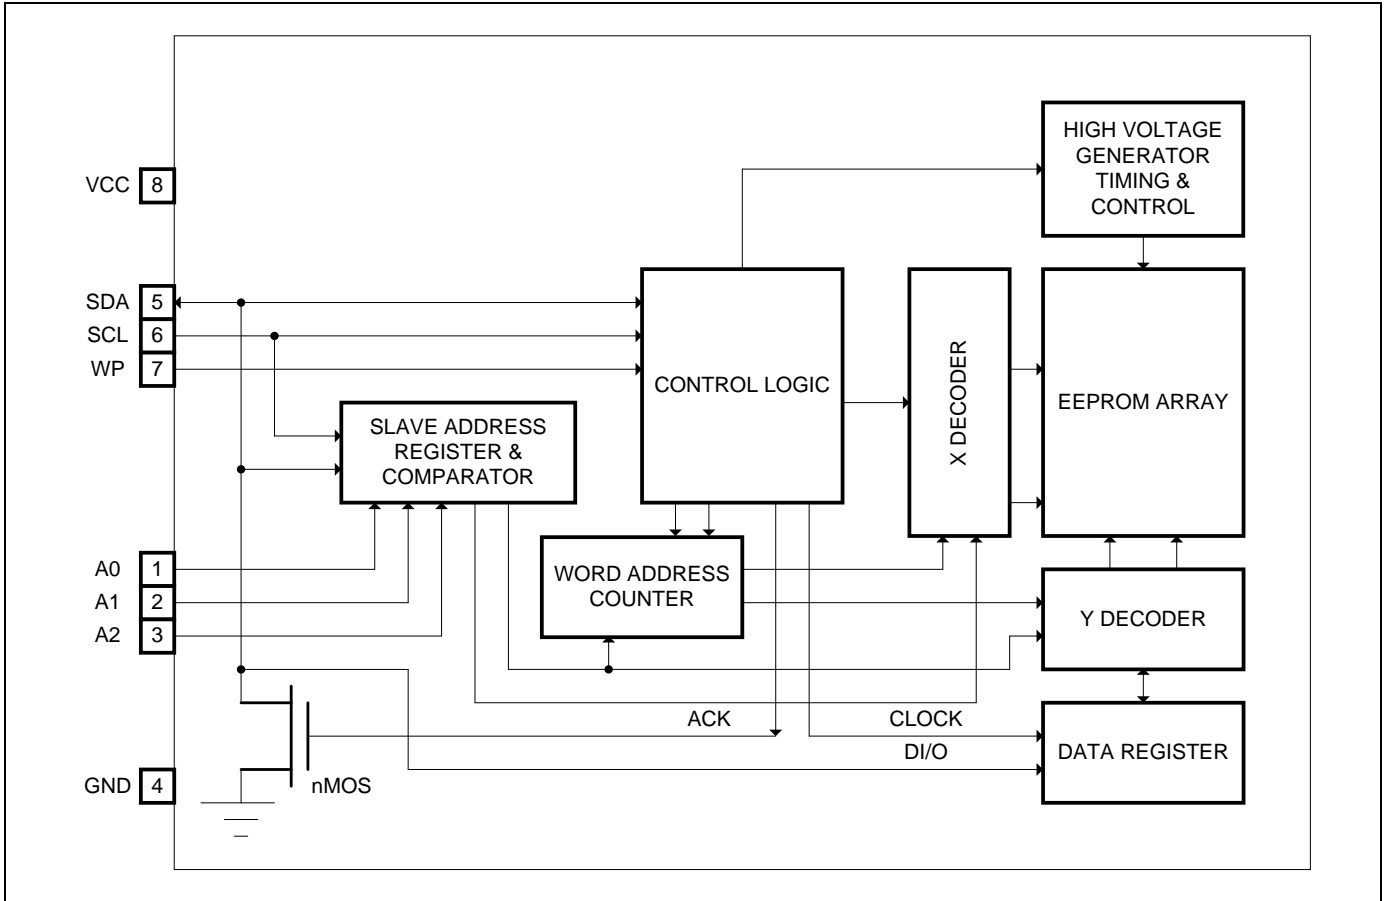 HIGH VOLTAGE
GENERATOR
TIMING &
CONTROL
VCC 8
SDA 5
SCL 6
WP 7
CONTROL LOGIC
X DECODER
EEPROM ARRAY
SLAVE ADDRESS
REGISTER &
COMPARATOR
A0 1
A1 2
A2 3
WORD ADDRESS
COUNTER
Y DECODER
ACK
CLOCK
DI/O
DATA REGISTER
GND 4
nMOS